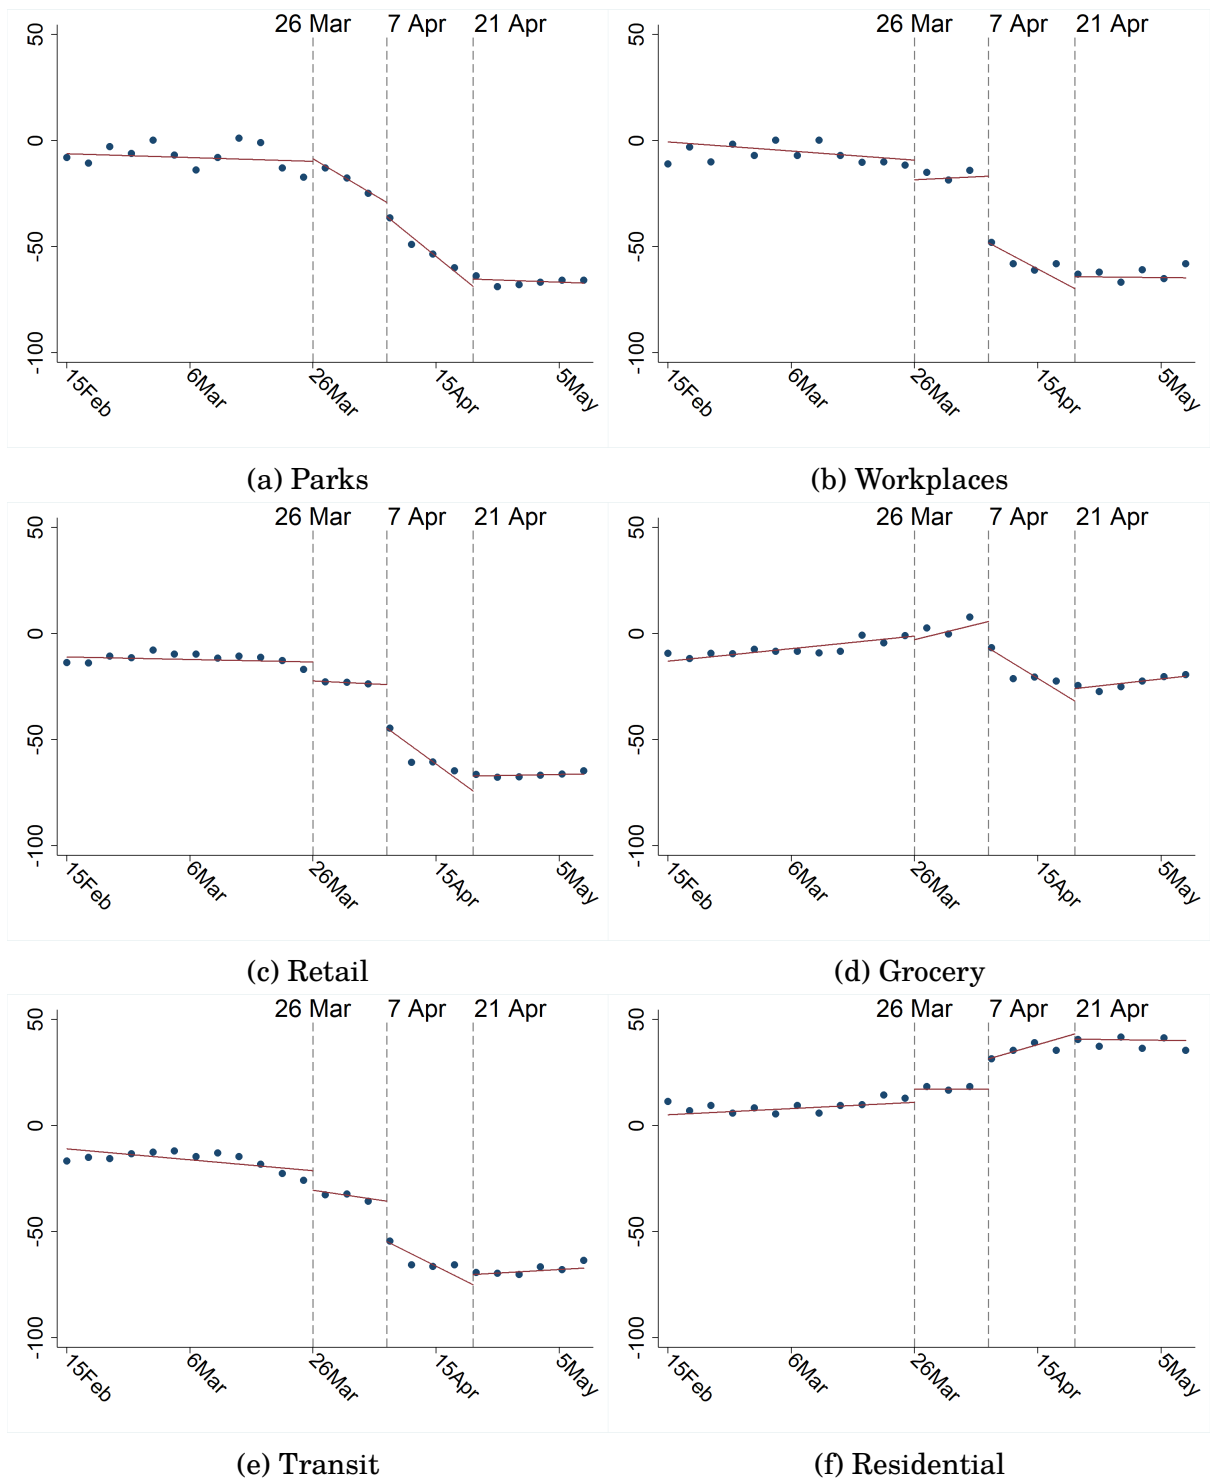 26 Mar 7 Apr 21 Apr
50
0
-50
-100
15Feb 6Mar 26Mar 15Apr 5May
(a) Parks
26 Mar 7 Apr 21 Apr
50
0
-50
-100
15Feb 6Mar 26Mar 15Apr 5May
(b) Workplaces
26 Mar 7 Apr 21 Apr
50
0
-50
-100
15Feb 6Mar 26Mar 15Apr 5May
(c) Retail
26 Mar 7 Apr 21 Apr
50
0
-50
-100
15Feb 6Mar 26Mar 15Apr 5May
(d) Grocery
26 Mar 7 Apr 21 Apr
50
0
-50
-100
15Feb 6Mar 26Mar 15Apr 5May
(e) Transit
26 Mar 7 Apr 21 Apr
50
0
-50
-100
15Feb 6Mar 26Mar 15Apr 5May
(f) Residential